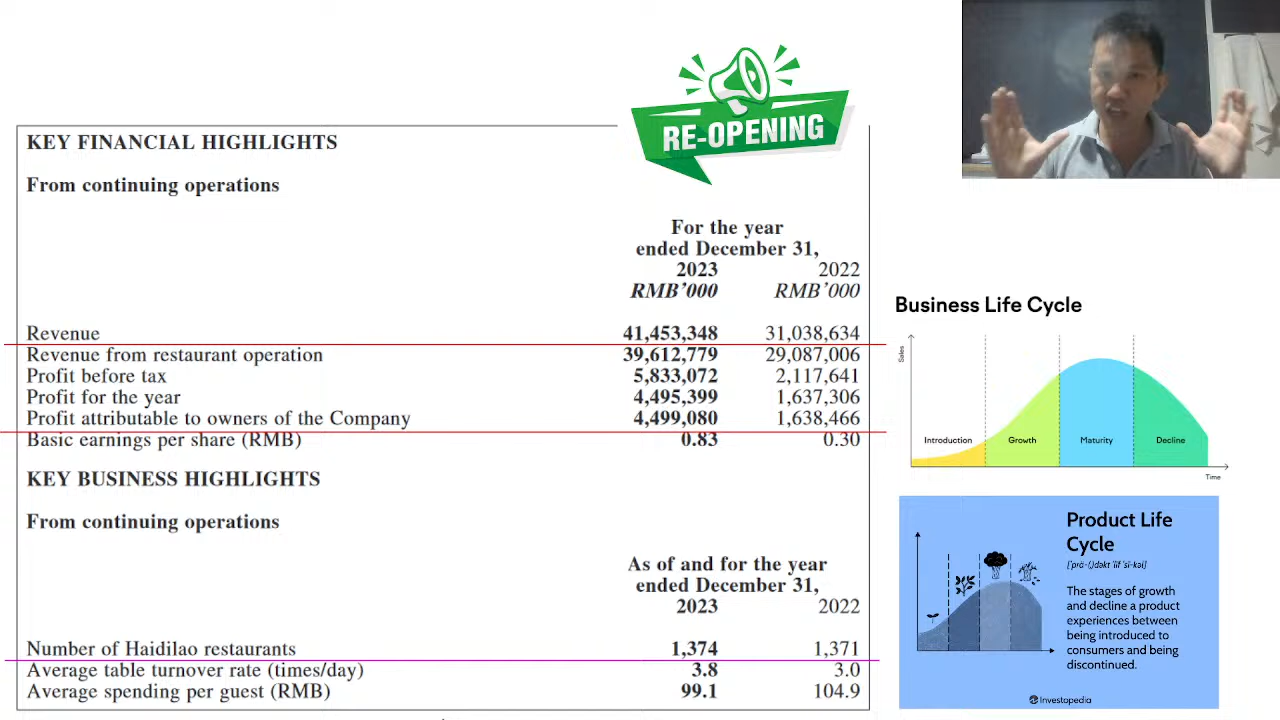 RE-OPENING
KEY FINANCIAL HIGHLIGHTS
From continuing operations
For the year
ended December 31,
2023 2022
RMB'000 RMB'000
Revenue 41,453,348 31,038,634
Revenue from restaurant operation 39,612,779 29,087,006
Profit before tax 5,833,072 2,117,641
Profit for the year 4,495,399 1,637,306
Profit attributable to owners of the Company 4,499,080 1,638,466
Basic earnings per share (RMB) 0.83 0.30
KEY BUSINESS HIGHLIGHTS
From continuing operations
As of and for the year
ended December 31,
2023 2022
Number of Haidilao restaurants 1,374 1,371
Average table turnover rate (times/day) 3.8 3.0
Average spending per guest (RMB) 99.1 104.9
Business Life Cycle
Sales
Introduction Growth Maturity Decline
Time
Product Life
Cycle
['prä-(ˌ)dəkt 'līf 'sī-kəl]
The stages of growth
and decline a product
experiences between
being introduced to
consumers and being
discontinued.
Investopedia